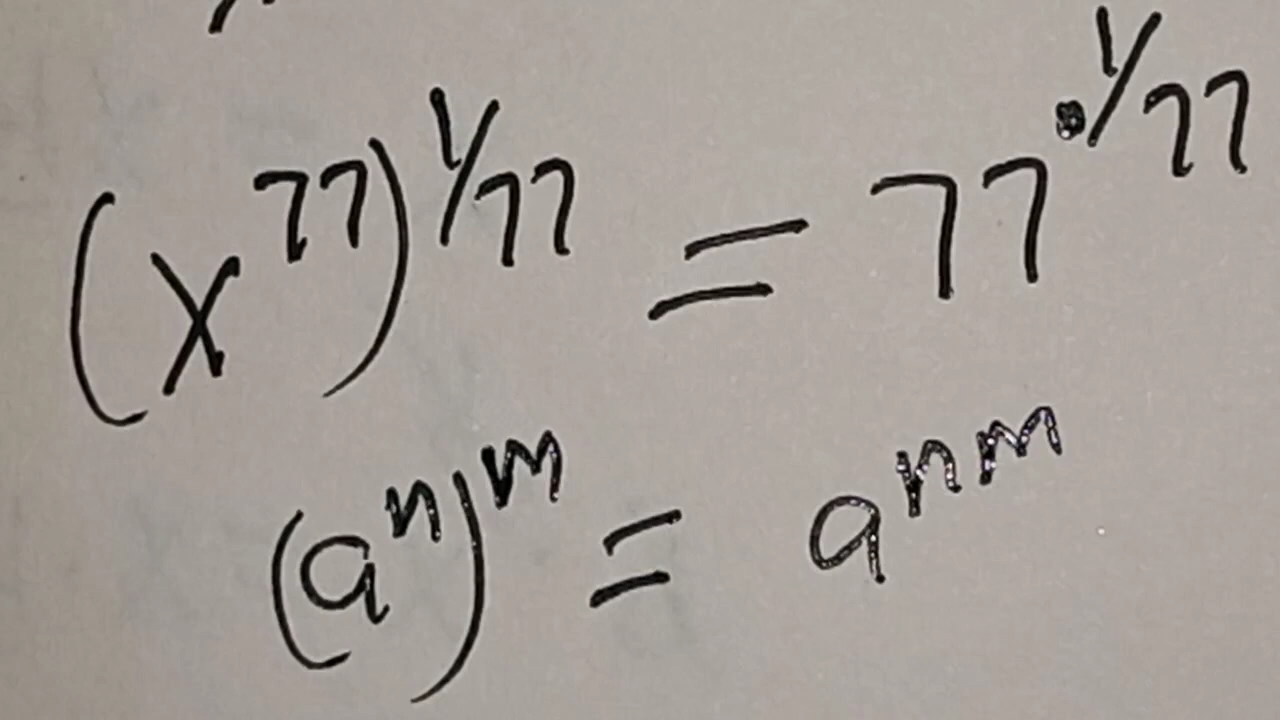 (x^77)^1/77 = 77^1/77
(a^n)^m = a^nm